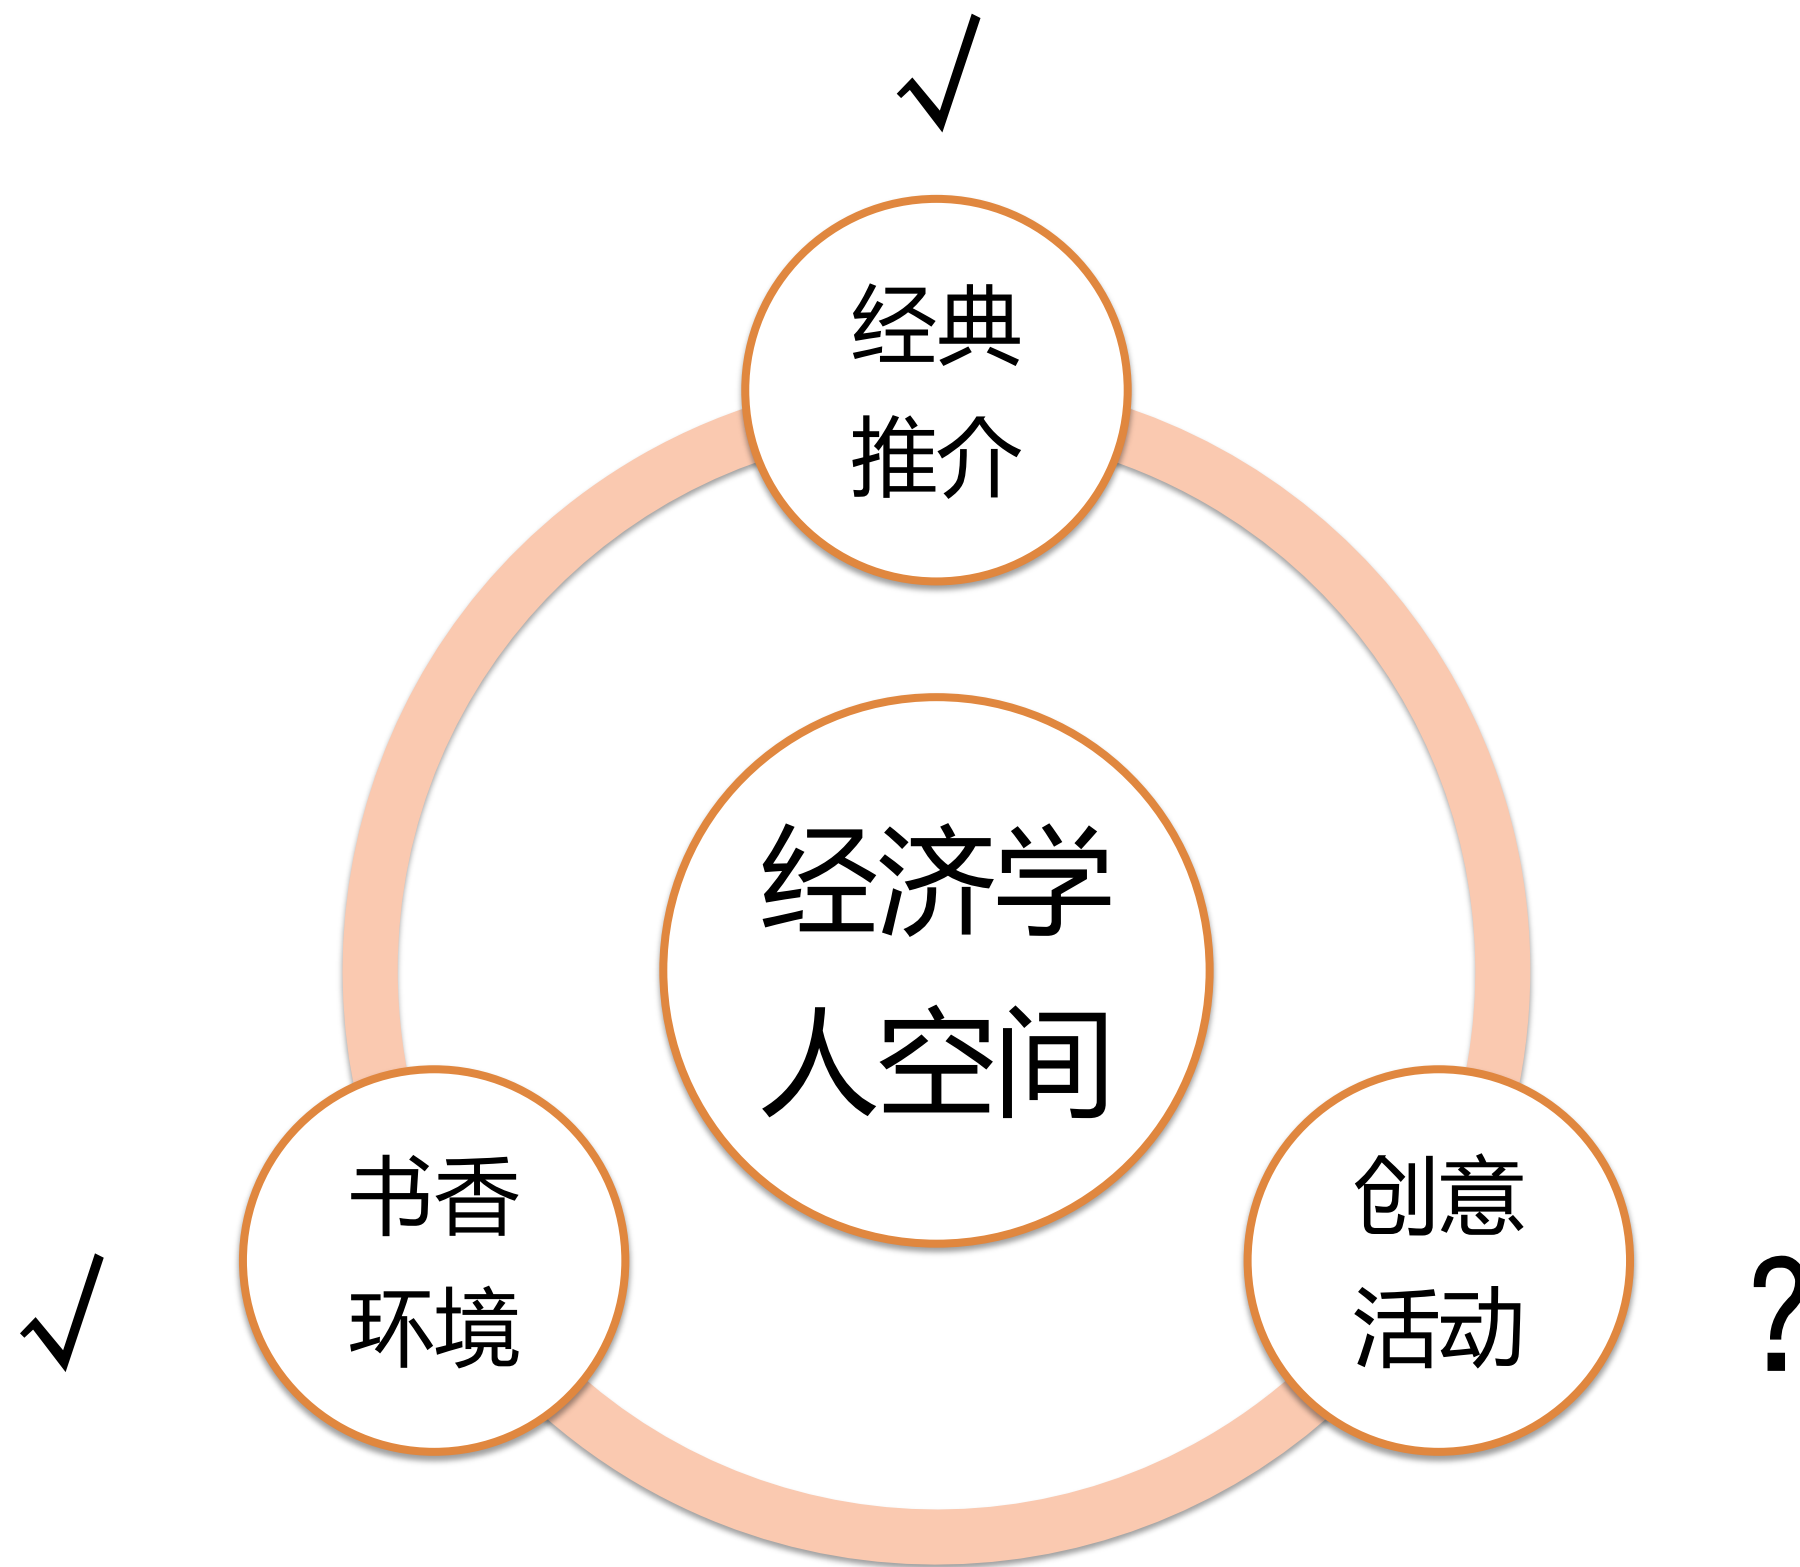 √
经典
推介
经济学
人空间
书香
环境
√
创意
活动
?